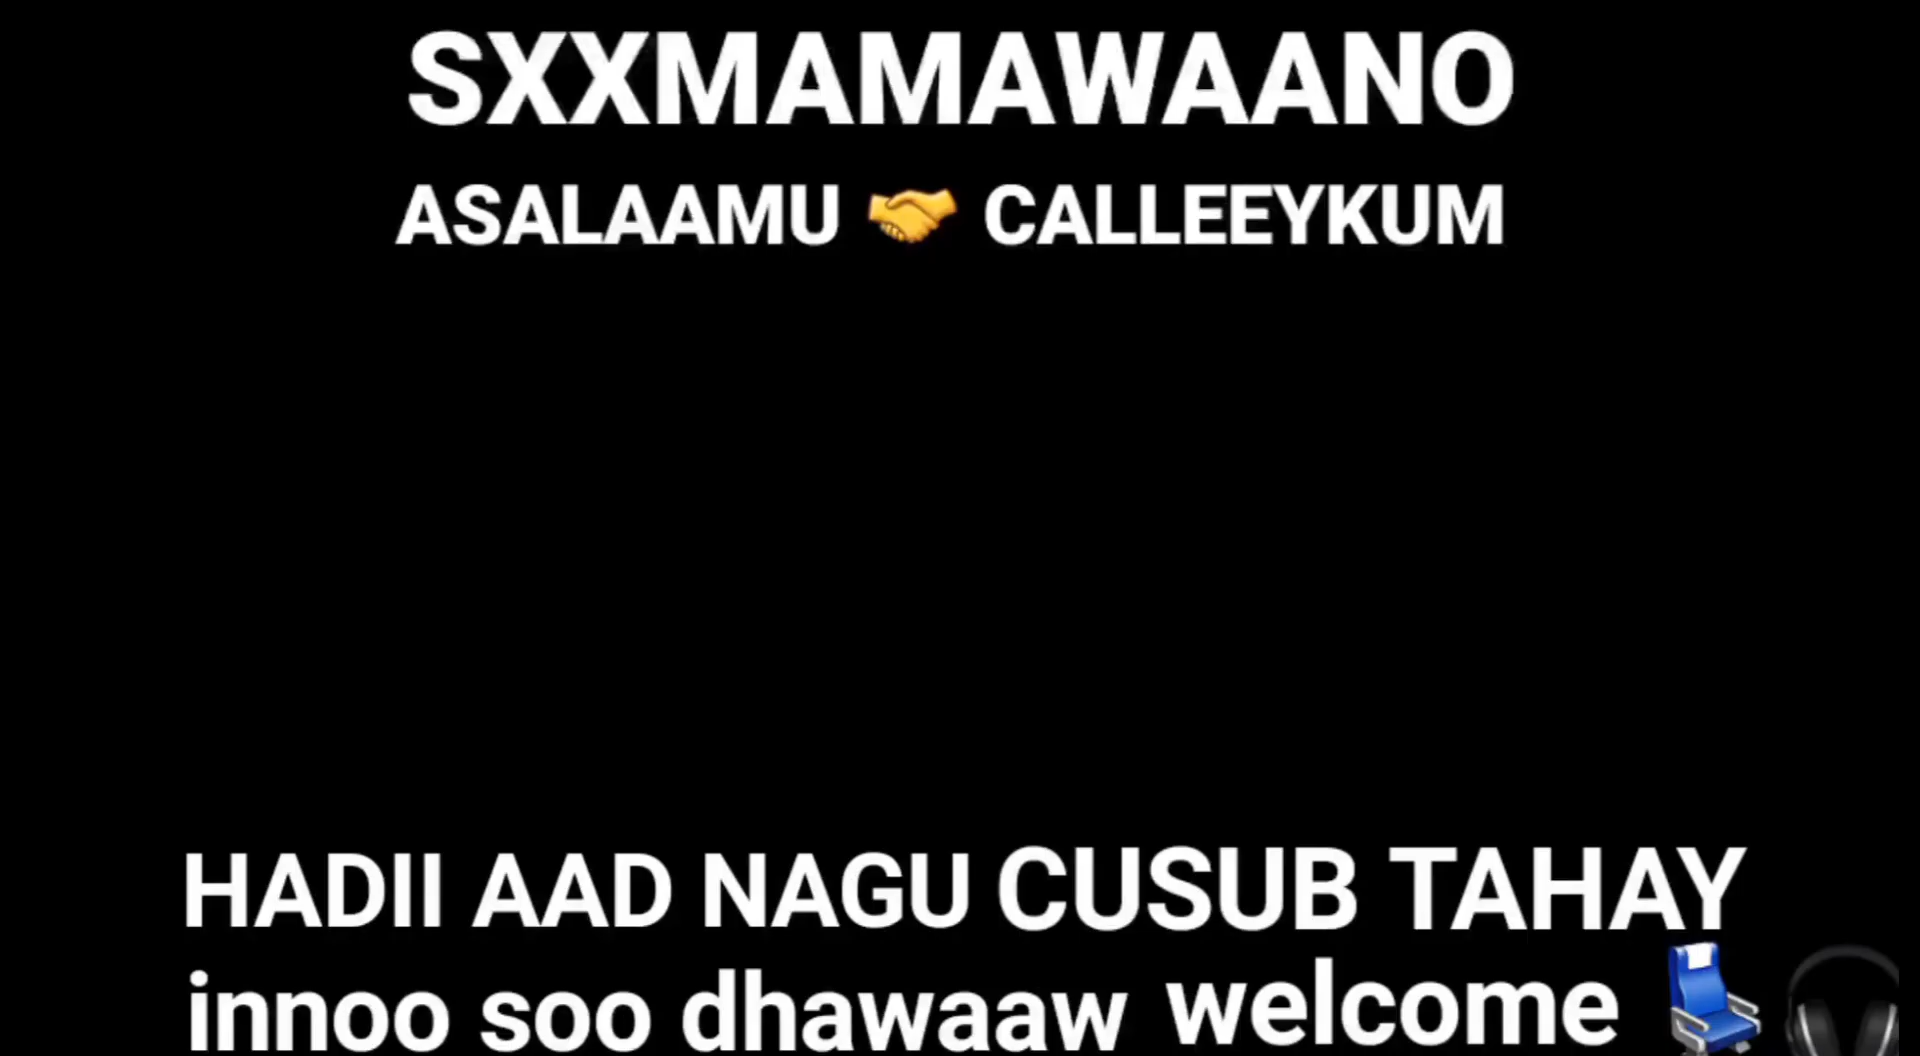 SXXMAMAWAANO
ASALAAMU 🤝 CALLEEYKUM
HADII AAD NAGU CUSUB TAHAY
innoo soo dhawaaw welcome 💺 🎧